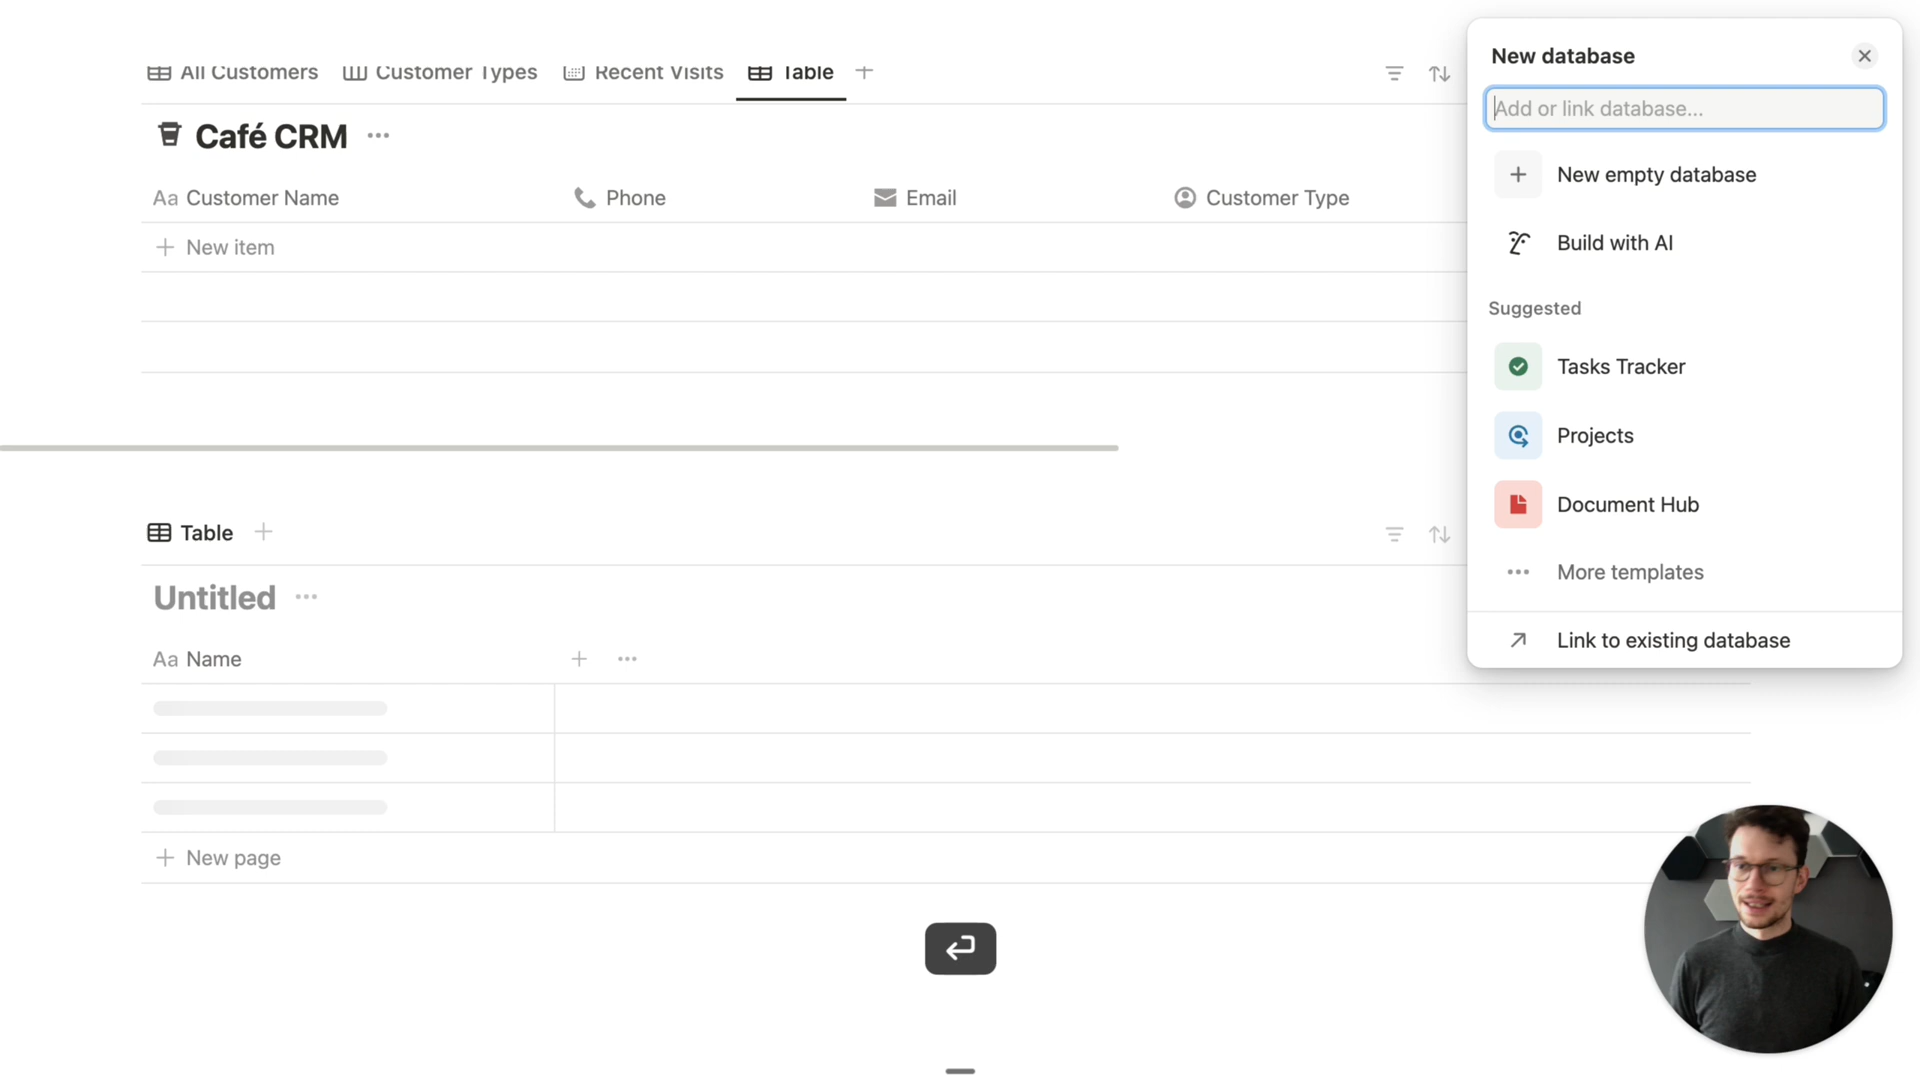 All Customers Customer Types Recent Visits Table
Café CRM
Aa Customer Name Phone Email Customer Type
New item
Table
Untitled
Aa Name
New page
New database
Add or link database...
New empty database
Build with AI
Suggested
Tasks Tracker
Projects
Document Hub
More templates
Link to existing database